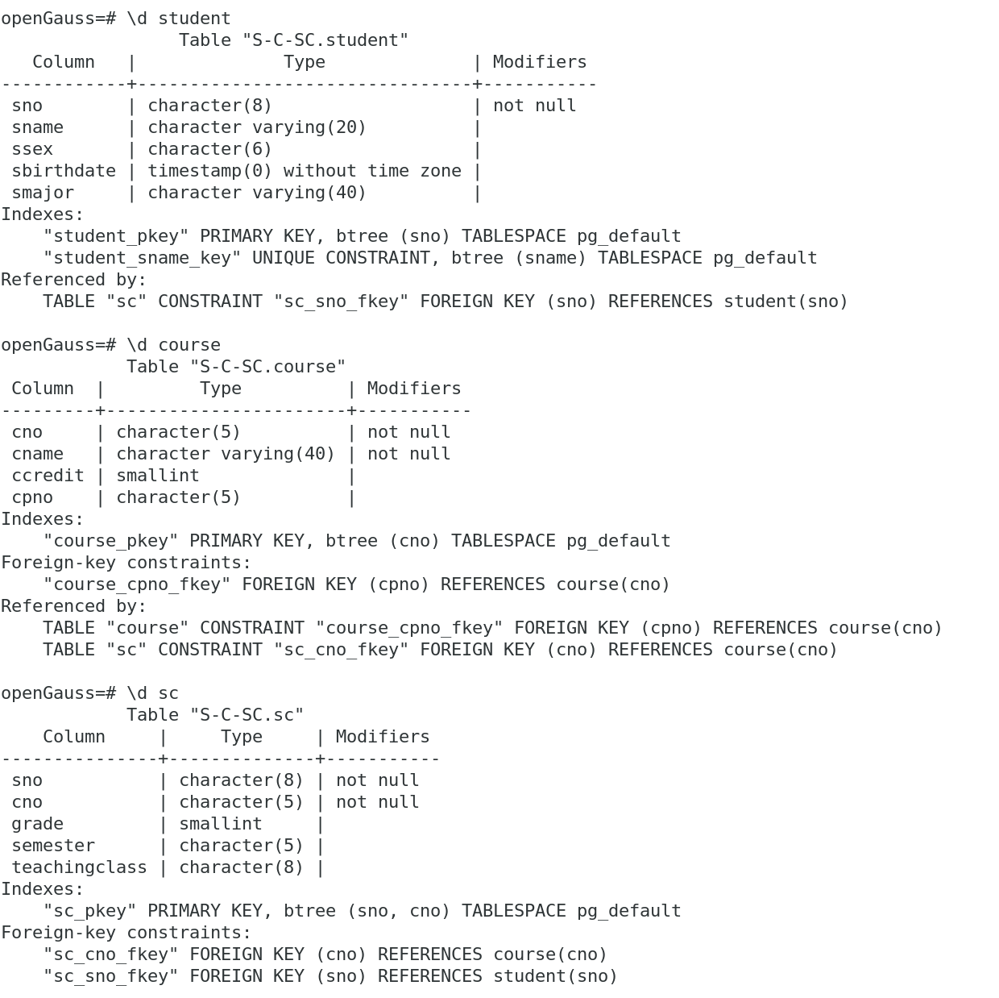 openGauss=# \d student
                 Table "S-C-SC.student"
   Column   |              Type              | Modifiers
------------+--------------------------------+-----------
 sno        | character(8)                   | not null
 sname      | character varying(20)          |
 ssex       | character(6)                   |
 sbirthdate | timestamp(0) without time zone |
 smajor     | character varying(40)          |
Indexes:
    "student_pkey" PRIMARY KEY, btree (sno) TABLESPACE pg_default
    "student_sname_key" UNIQUE CONSTRAINT, btree (sname) TABLESPACE pg_default
Referenced by:
    TABLE "sc" CONSTRAINT "sc_sno_fkey" FOREIGN KEY (sno) REFERENCES student(sno)

openGauss=# \d course
            Table "S-C-SC.course"
 Column  |         Type          | Modifiers
---------+-----------------------+-----------
 cno     | character(5)          | not null
 cname   | character varying(40) | not null
 ccredit | smallint              |
 cpno    | character(5)          |
Indexes:
    "course_pkey" PRIMARY KEY, btree (cno) TABLESPACE pg_default
Foreign-key constraints:
    "course_cpno_fkey" FOREIGN KEY (cpno) REFERENCES course(cno)
Referenced by:
    TABLE "course" CONSTRAINT "course_cpno_fkey" FOREIGN KEY (cpno) REFERENCES course(cno)
    TABLE "sc" CONSTRAINT "sc_cno_fkey" FOREIGN KEY (cno) REFERENCES course(cno)

openGauss=# \d sc
            Table "S-C-SC.sc"
    Column     |     Type     | Modifiers
---------------+--------------+-----------
 sno           | character(8) | not null
 cno           | character(5) | not null
 grade         | smallint     |
 semester      | character(5) |
 teachingclass | character(8) |
Indexes:
    "sc_pkey" PRIMARY KEY, btree (sno, cno) TABLESPACE pg_default
Foreign-key constraints:
    "sc_cno_fkey" FOREIGN KEY (cno) REFERENCES course(cno)
    "sc_sno_fkey" FOREIGN KEY (sno) REFERENCES student(sno)